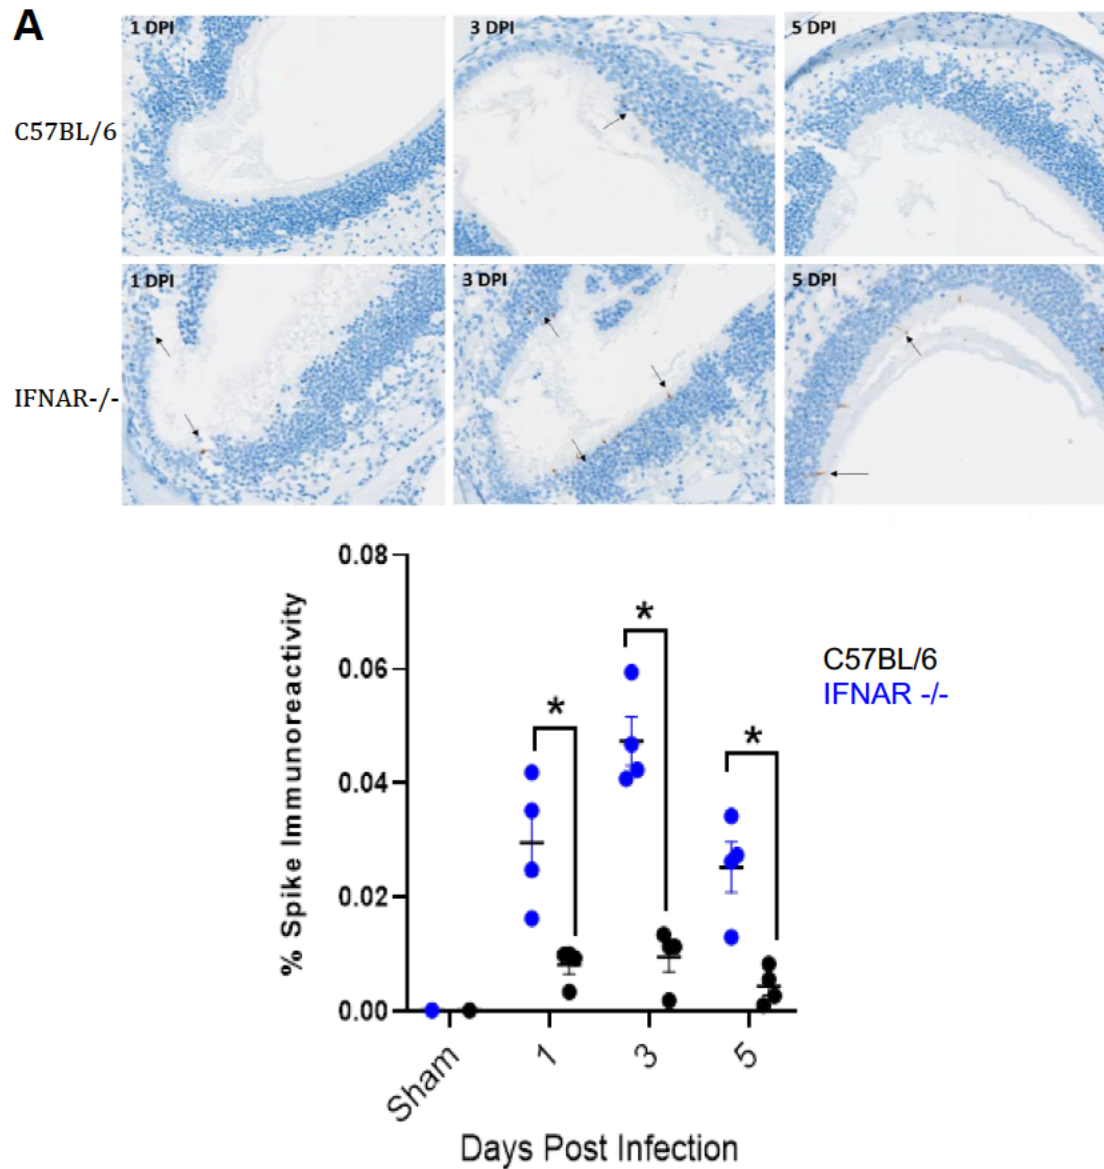 A
1 DPI
3 DPI
5 DPI
C57BL/6
1 DPI
3 DPI
5 DPI
IFNAR-/-
0.08
0.06
0.04
0.02
0.00
% Spike Immunoreactivity
*
*
*
C57BL/6
IFNAR -/-
Sham
1
3
5
Days Post Infection